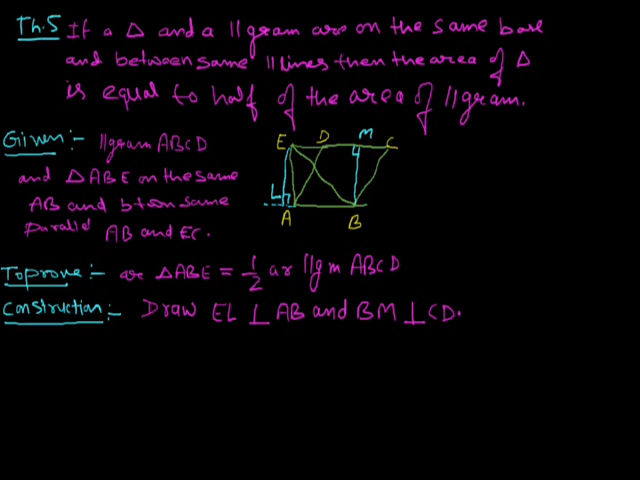 Th.5 If a Δ and a ||gram are on the same base
and between same || lines then the area of Δ
is equal to half of the area of ||gram.
Given:- ||gram ABCD
and ΔABE on the same
AB and btwn same
parallel AB and EC.
E D M C
L A B
To prove:- ar ΔABE = 1/2 ar ||gm ABCD
Construction:- Draw EL ⊥ AB and BM ⊥ CD.